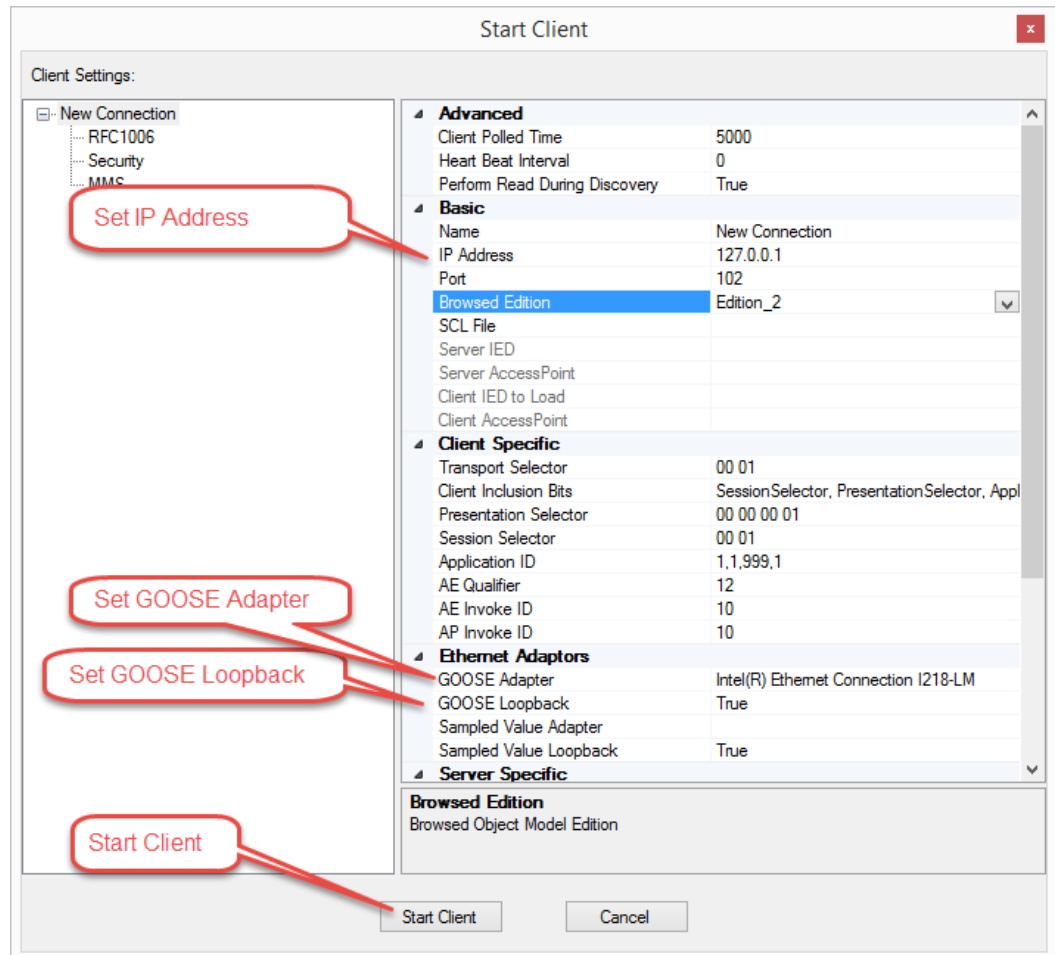 Start Client
x
Client Settings:
New Connection
RFC1006
Security
MMS
Set IP Address
Set GOOSE Adapter
Set GOOSE Loopback
Start Client
Advanced
Client Polled Time 5000
Heart Beat Interval 0
Perform Read During Discovery True
Basic
Name New Connection
IP Address 127.0.0.1
Port 102
Browsed Edition Edition_2
SCL File
Server IED
Server AccessPoint
Client IED to Load
Client AccessPoint
Client Specific
Transport Selector 00 01
Client Inclusion Bits SessionSelector, PresentationSelector, Appl
Presentation Selector 00 00 00 01
Session Selector 00 01
Application ID 1,1,999,1
AE Qualifier 12
AE Invoke ID 10
AP Invoke ID 10
Ethernet Adaptors
GOOSE Adapter Intel(R) Ethernet Connection I218-LM
GOOSE Loopback True
Sampled Value Adapter
Sampled Value Loopback True
Server Specific
Browsed Edition
Browsed Object Model Edition
Start Client Cancel